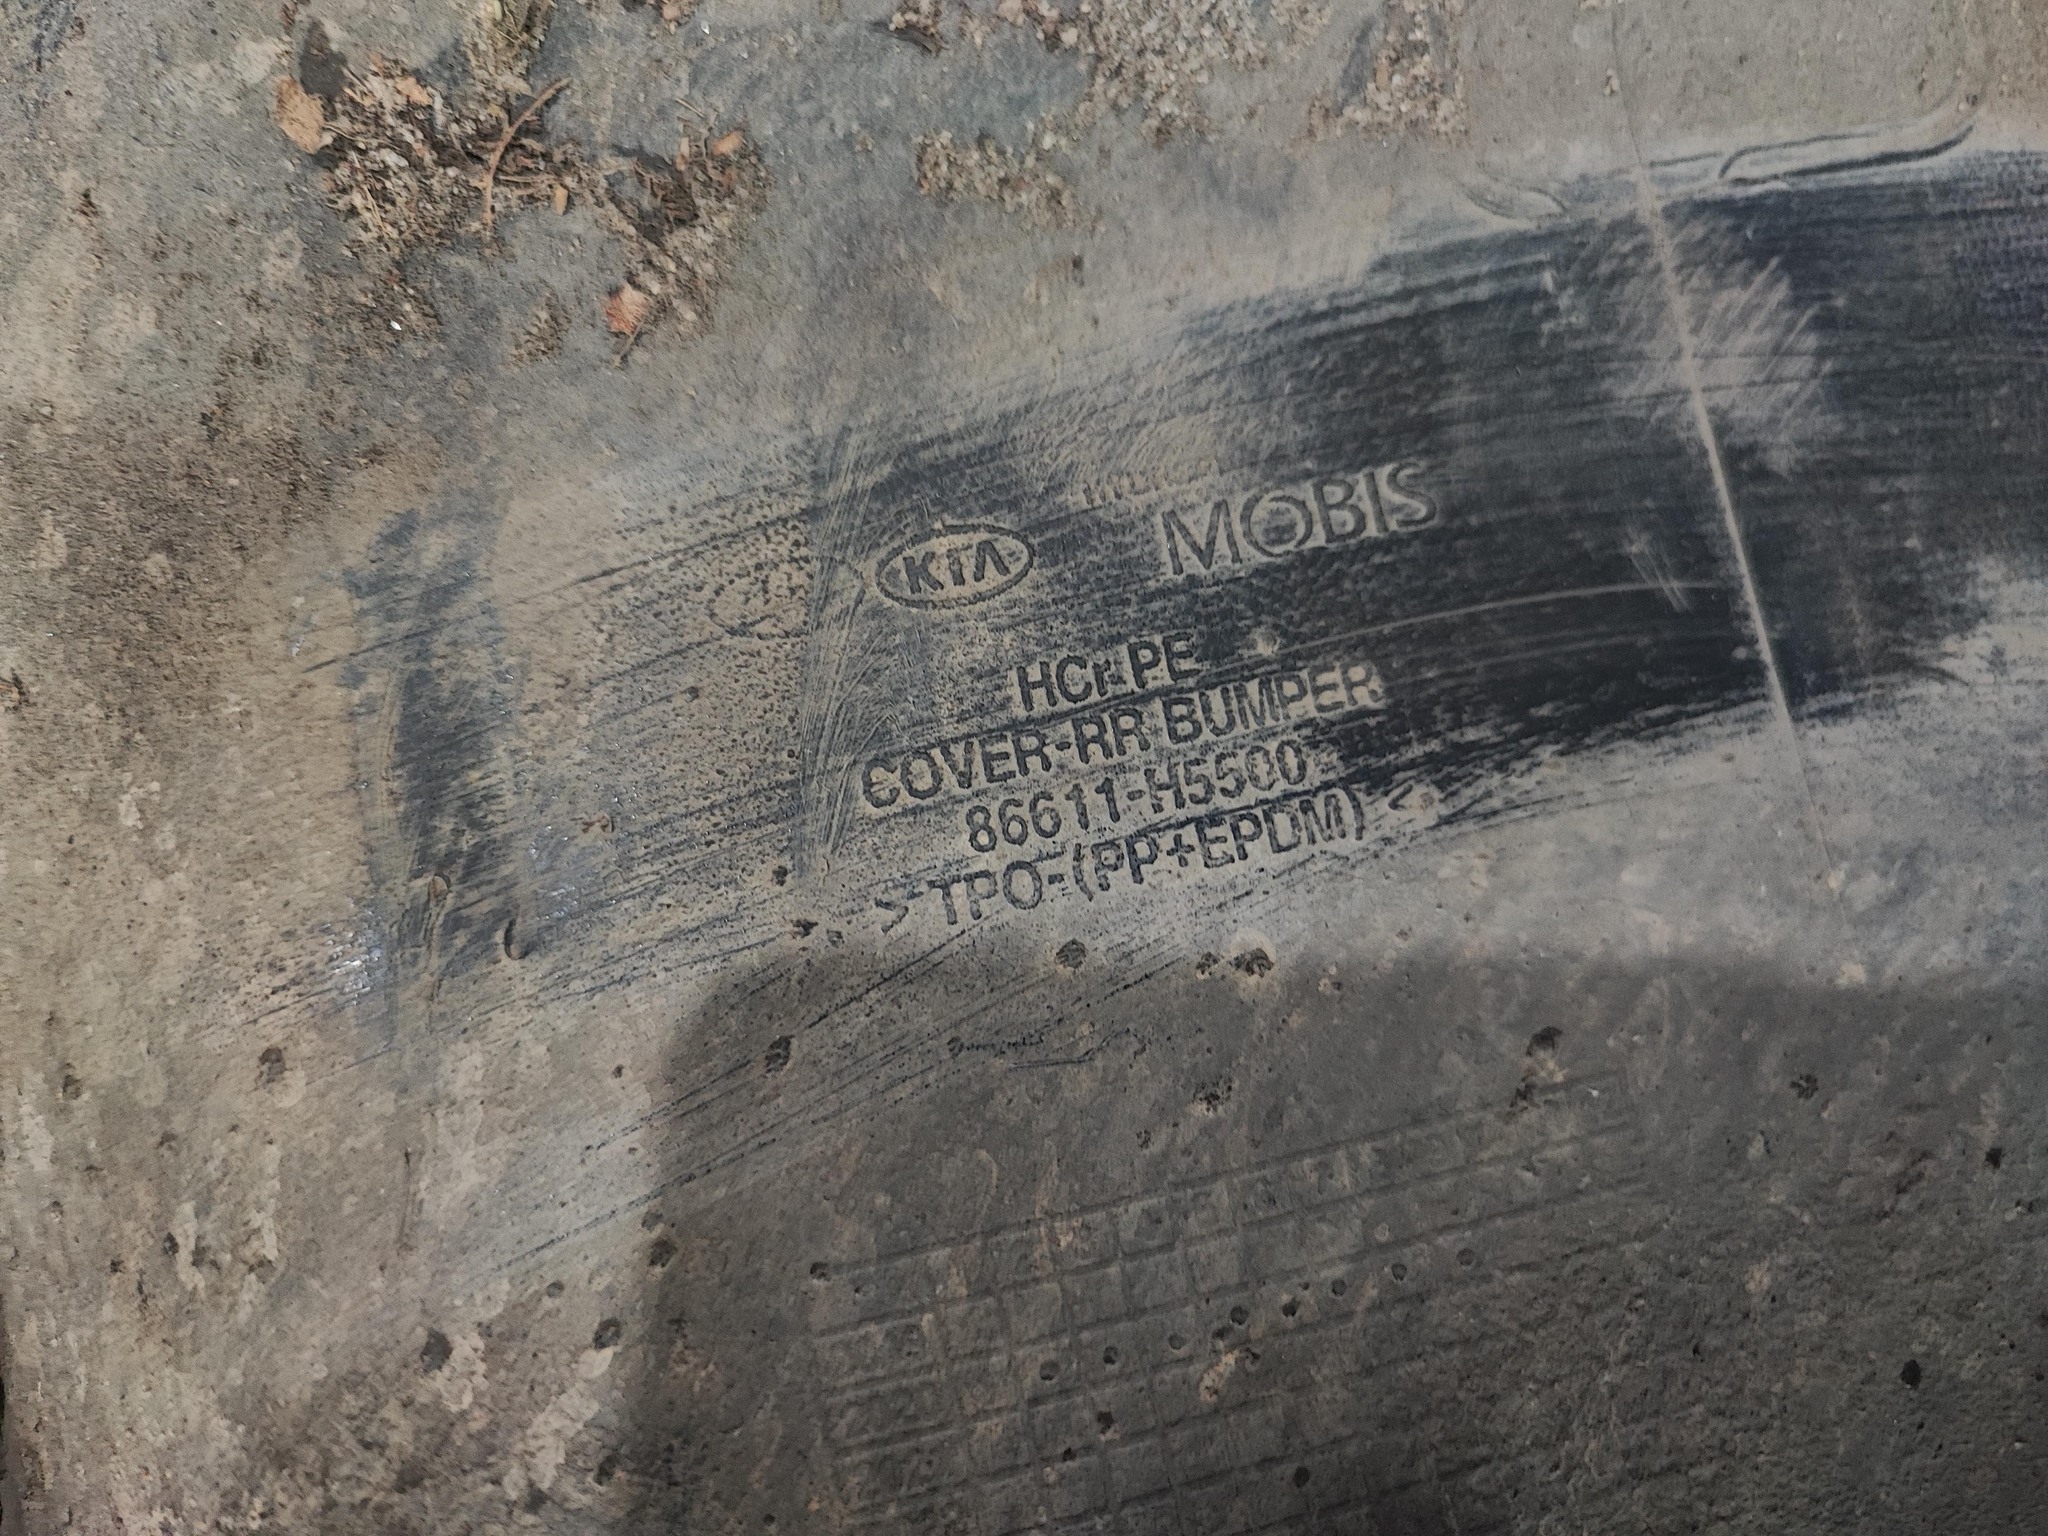 KIA MOBIS
HCr PE
COVER-RR BUMPER
86611-H5500
>TPO-(PP+EPDM)<